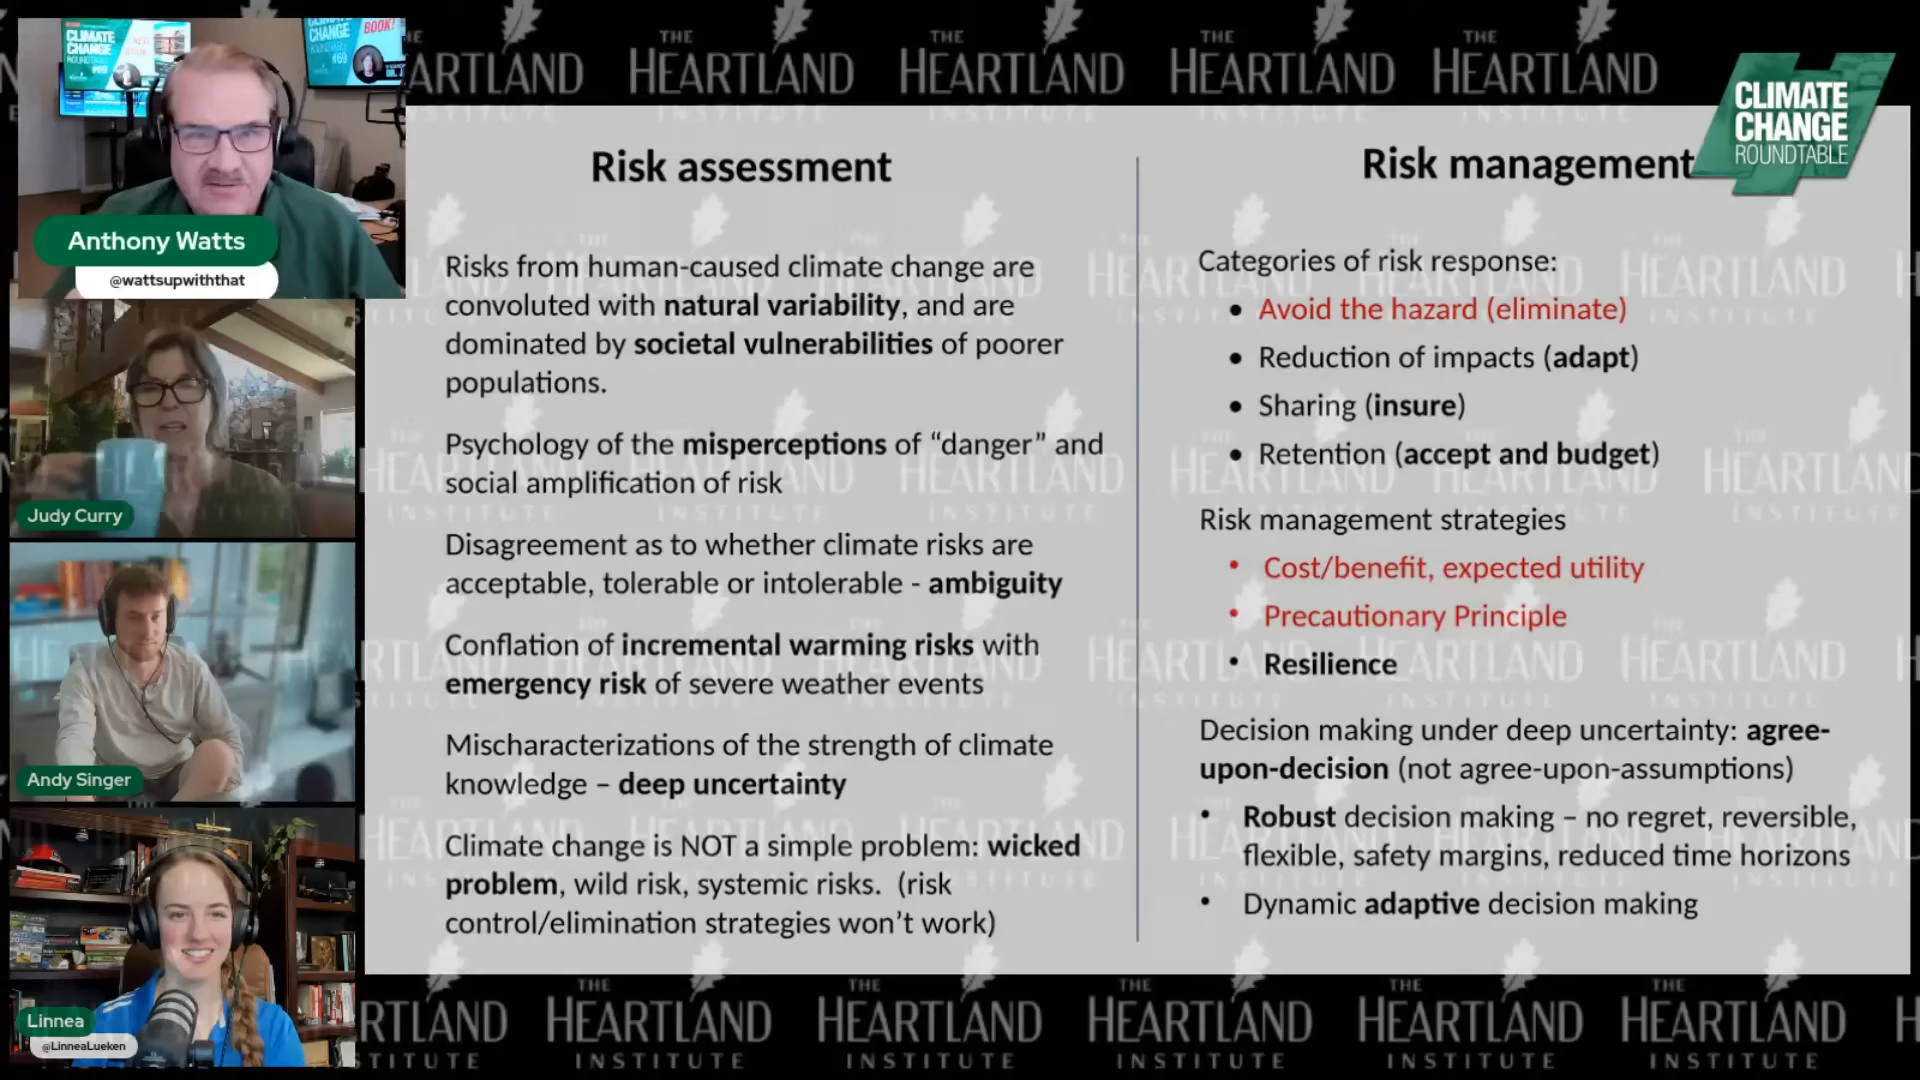 THE HEARTLAND INSTITUTE
CLIMATE
CHANGE
ROUNDTABLE
Anthony Watts
@wattsupwiththat
Judy Curry
Andy Singer
Linnea
@LinneaLueken
Risk assessment
Risks from human-caused climate change are
convoluted with natural variability, and are
dominated by societal vulnerabilities of poorer
populations.
Psychology of the misperceptions of “danger” and
social amplification of risk
Disagreement as to whether climate risks are
acceptable, tolerable or intolerable - ambiguity
Conflation of incremental warming risks with
emergency risk of severe weather events
Mischaracterizations of the strength of climate
knowledge – deep uncertainty
Climate change is NOT a simple problem: wicked
problem, wild risk, systemic risks.  (risk
control/elimination strategies won’t work)
Risk management
Categories of risk response:
• Avoid the hazard (eliminate)
• Reduction of impacts (adapt)
• Sharing (insure)
• Retention (accept and budget)
Risk management strategies
• Cost/benefit, expected utility
• Precautionary Principle
• Resilience
Decision making under deep uncertainty: agree-
upon-decision (not agree-upon-assumptions)
• Robust decision making – no regret, reversible,
flexible, safety margins, reduced time horizons
• Dynamic adaptive decision making